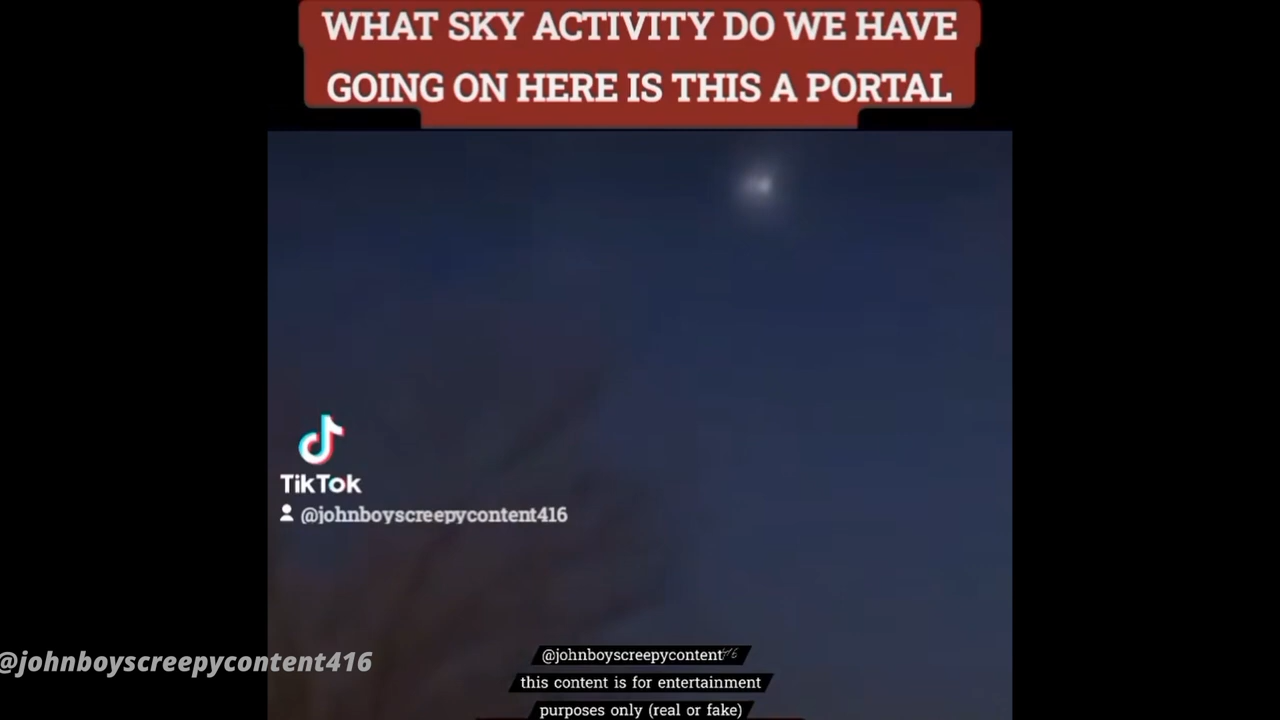 WHAT SKY ACTIVITY DO WE HAVE
GOING ON HERE IS THIS A PORTAL
TikTok
@johnboyscreepycontent416
@johnboyscreepycontent416
@johnboyscreepycontent416
this content is for entertainment
purposes only (real or fake)